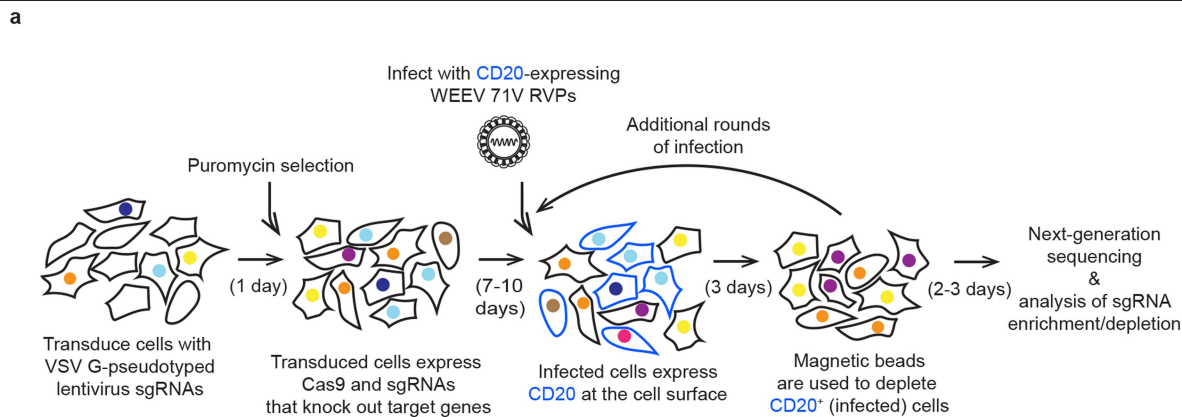 a
Infect with CD20-expressing
WEEV 71V RVPs
Additional rounds
of infection
Puromycin selection
(1 day)
(7-10
days)
(3 days)
(2-3 days)
Next-generation
sequencing
&
analysis of sgRNA
enrichment/depletion
Transduce cells with
VSV G-pseudotyped
lentivirus sgRNAs
Transduced cells express
Cas9 and sgRNAs
that knock out target genes
Infected cells express
CD20 at the cell surface
Magnetic beads
are used to deplete
CD20⁺ (infected) cells